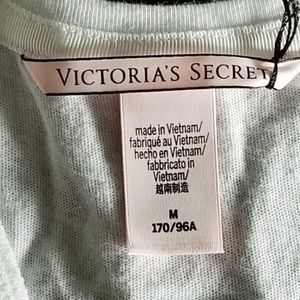 VICTORIA'S SECRET
made in Vietnam/
fabriqué au Vietnam/
hecho en Vietnam/
fabbricato in
Vietnam/
越南制造
M
170/96A